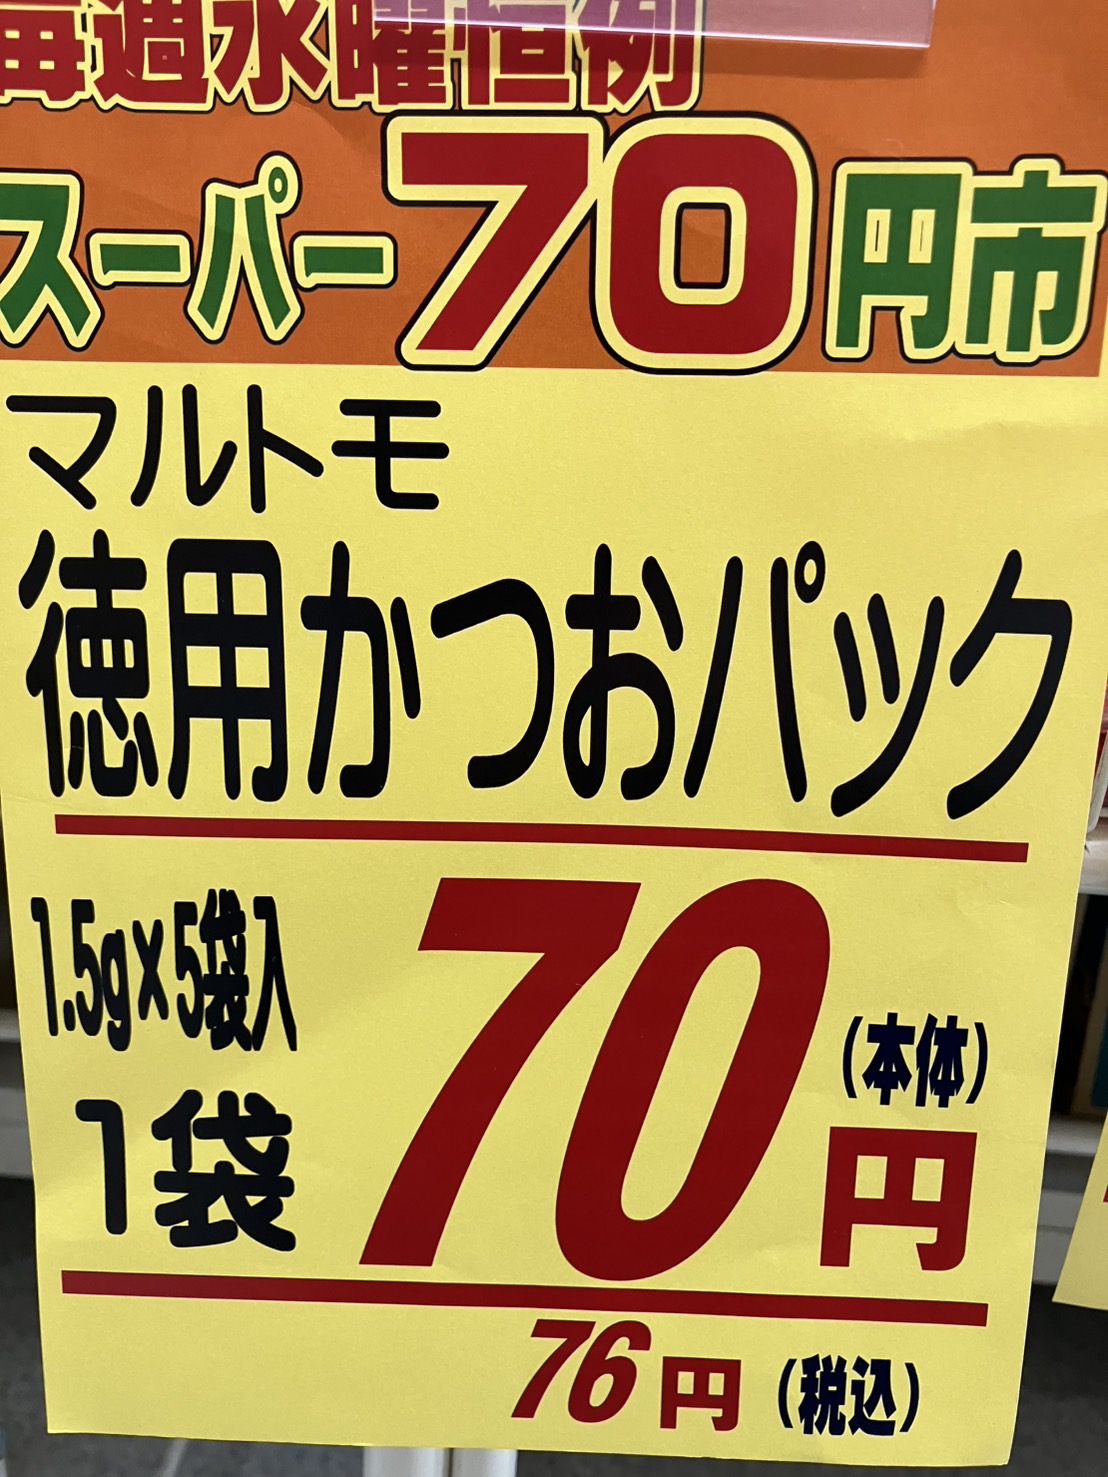 毎週水曜恒例
スーパー70円市
マルトモ
徳用かつおパック
1.5g×5袋入
1袋
70円
(本体)
76円(税込)